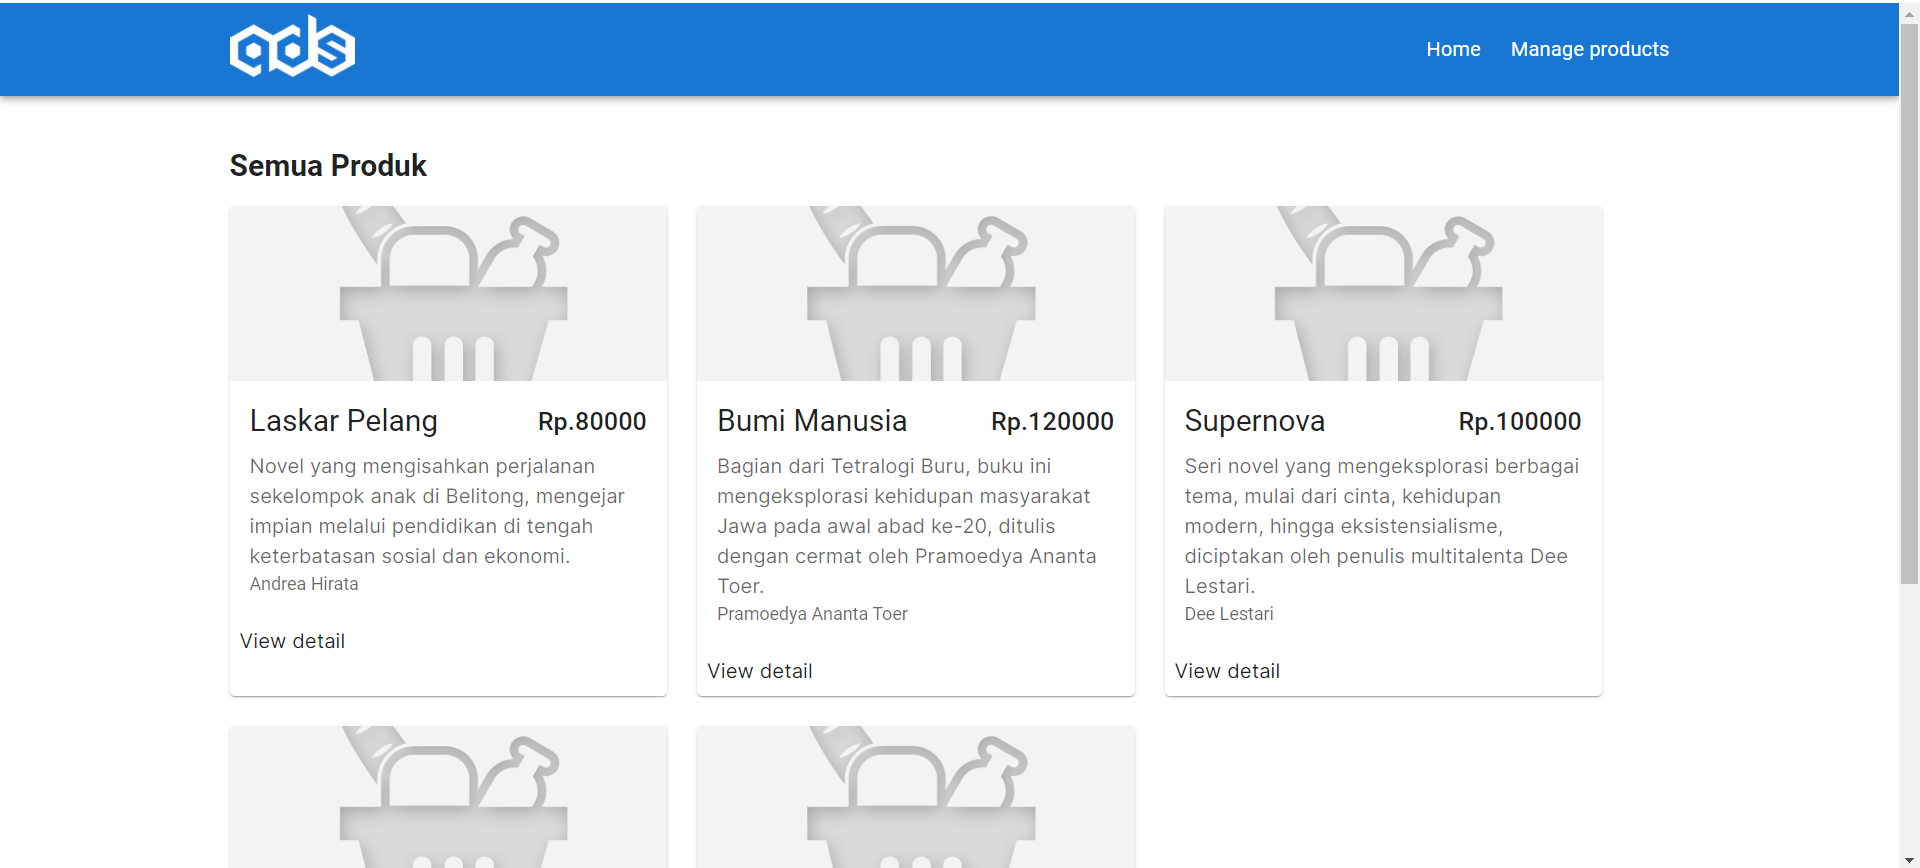 ads
Home Manage products
Semua Produk
Laskar Pelang Rp.80000
Novel yang mengisahkan perjalanan
sekelompok anak di Belitong, mengejar
impian melalui pendidikan di tengah
keterbatasan sosial dan ekonomi.
Andrea Hirata
View detail
Bumi Manusia Rp.120000
Bagian dari Tetralogi Buru, buku ini
mengeksplorasi kehidupan masyarakat
Jawa pada awal abad ke-20, ditulis
dengan cermat oleh Pramoedya Ananta
Toer.
Pramoedya Ananta Toer
View detail
Supernova Rp.100000
Seri novel yang mengeksplorasi berbagai
tema, mulai dari cinta, kehidupan
modern, hingga eksistensialisme,
diciptakan oleh penulis multitalenta Dee
Lestari.
Dee Lestari
View detail